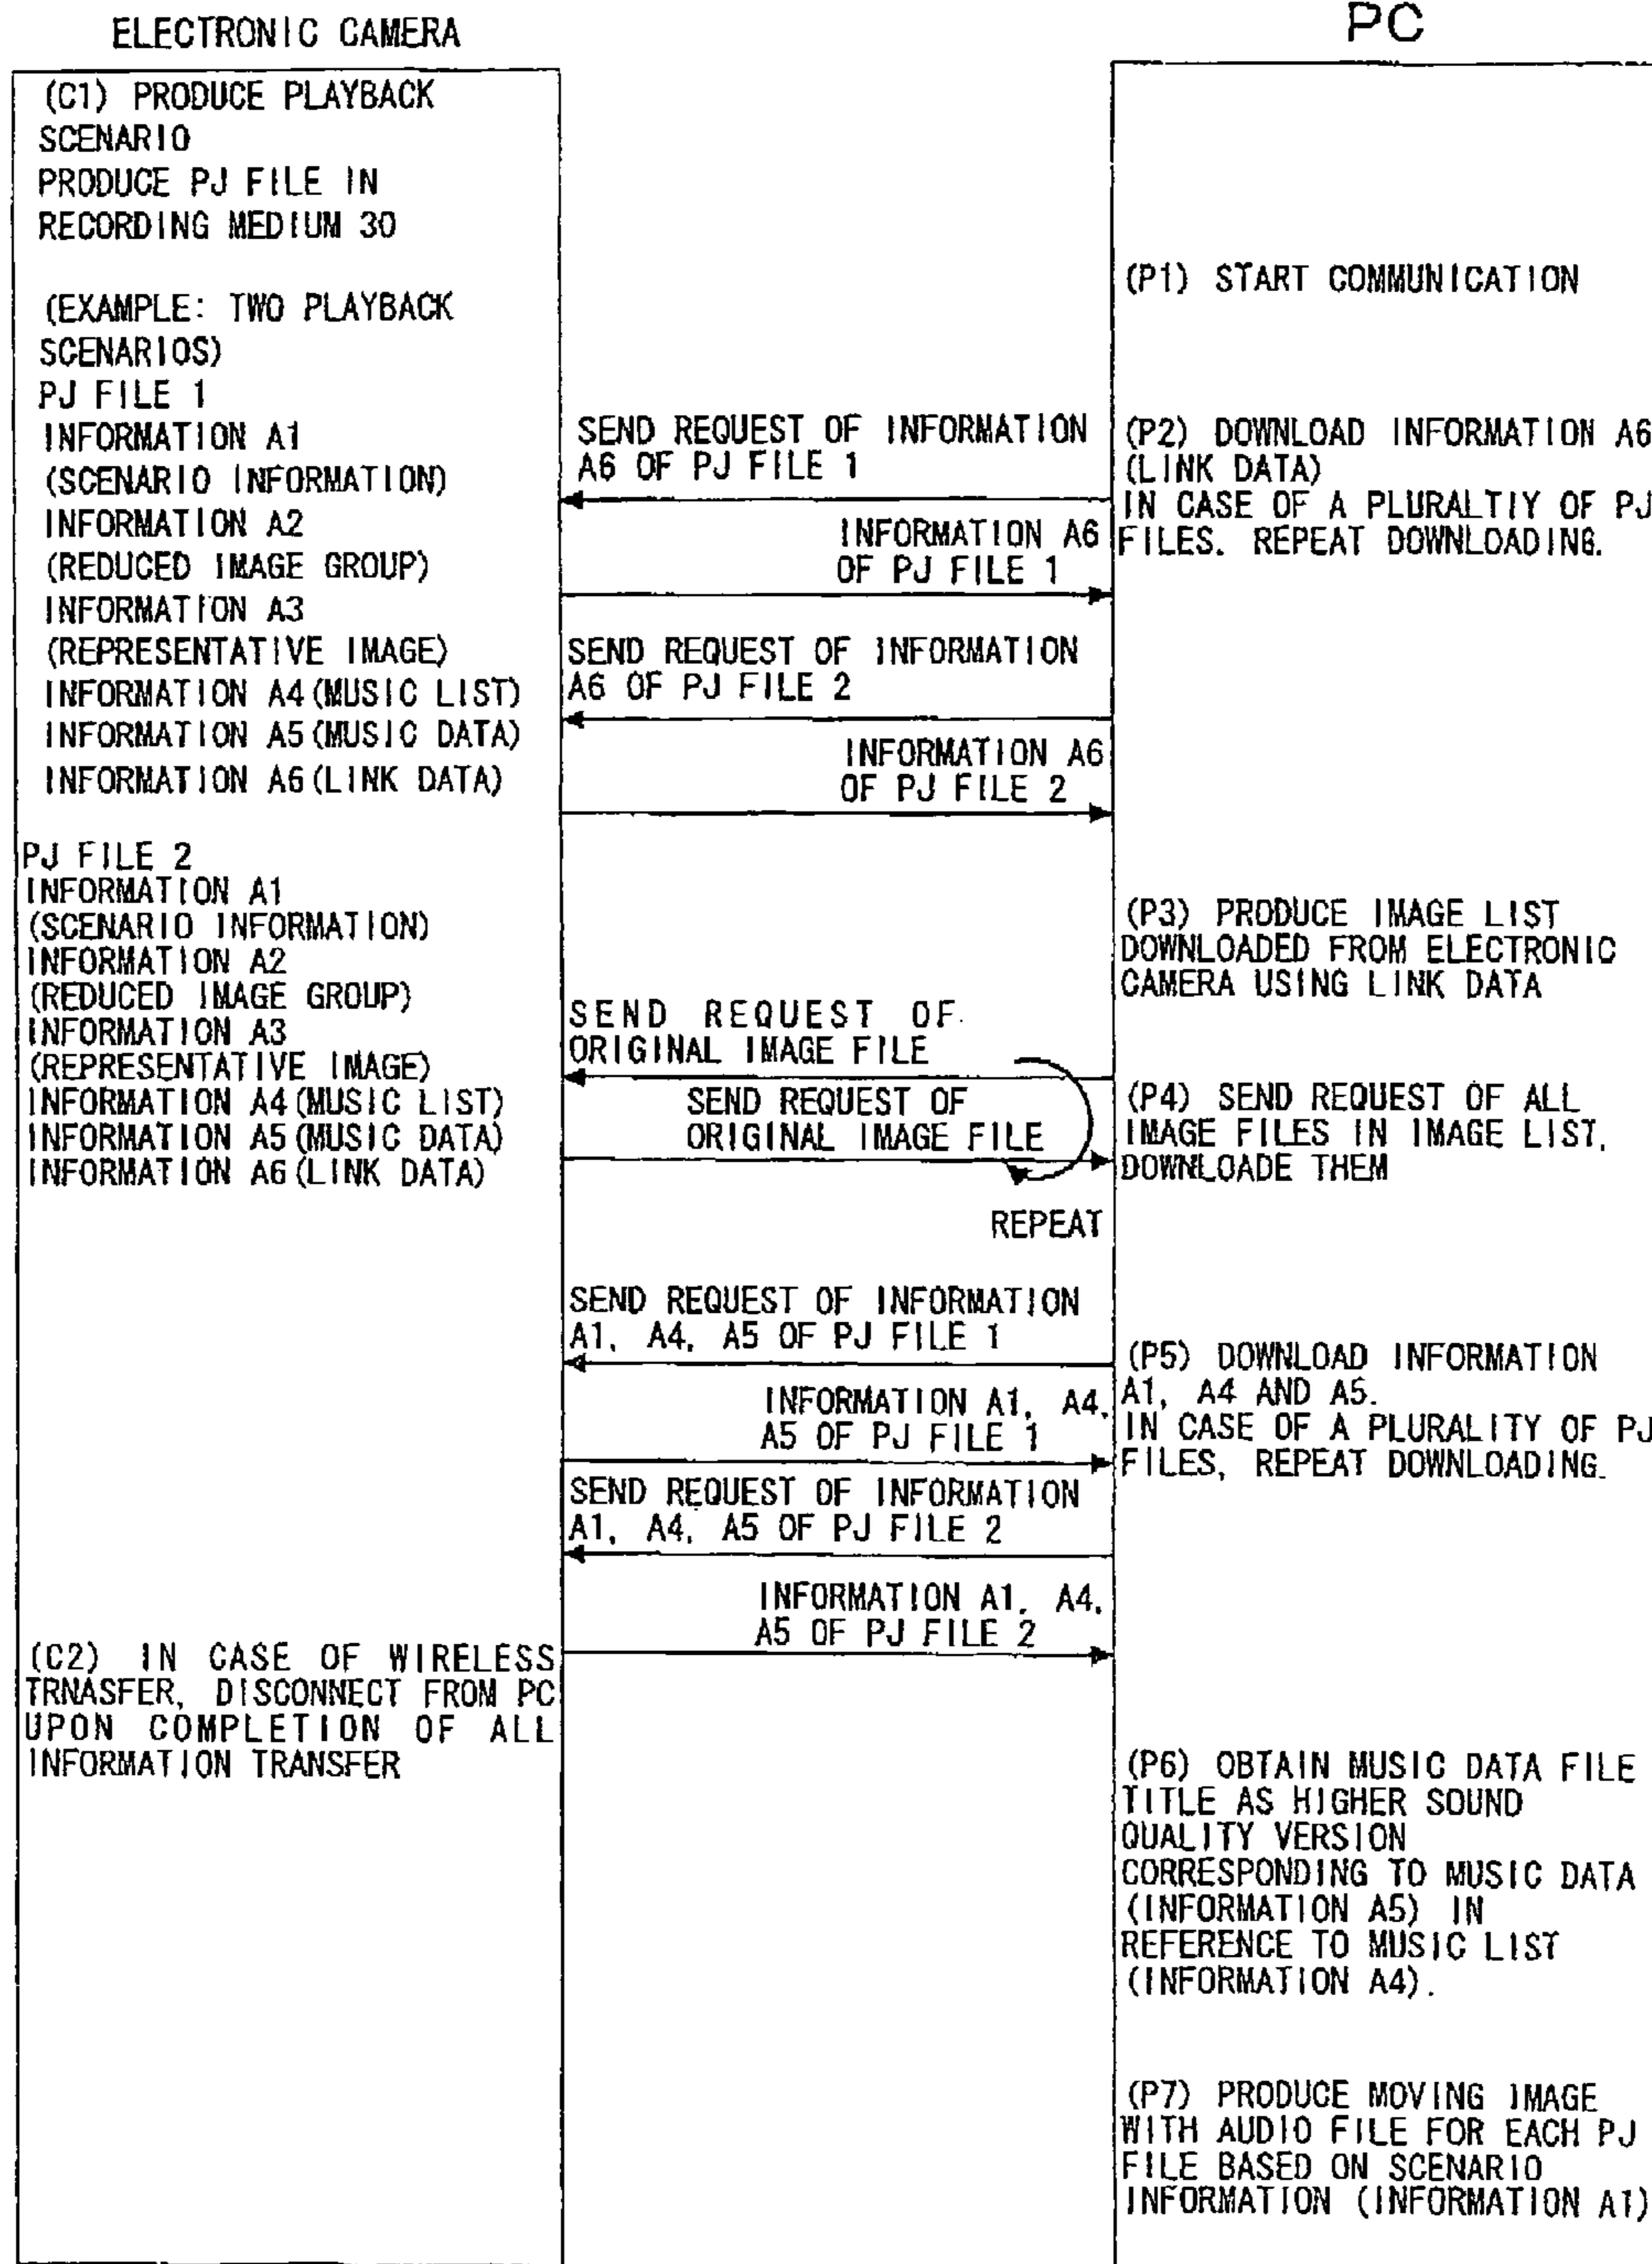 ELECTRONIC CAMERA
PC
(C1) PRODUCE PLAYBACK
SCENARIO
PRODUCE PJ FILE IN
RECORDING MEDIUM 30
(EXAMPLE: TWO PLAYBACK
SCENARIOS)
PJ FILE 1
INFORMATION A1
(SCENARIO INFORMATION)
INFORMATION A2
(REDUCED IMAGE GROUP)
INFORMATION A3
(REPRESENTATIVE IMAGE)
INFORMATION A4(MUSIC LIST)
INFORMATION A5(MUSIC DATA)
INFORMATION A6(LINK DATA)
PJ FILE 2
INFORMATION A1
(SCENARIO INFORMATION)
INFORMATION A2
(REDUCED IMAGE GROUP)
INFORMATION A3
(REPRESENTATIVE IMAGE)
INFORMATION A4(MUSIC LIST)
INFORMATION A5(MUSIC DATA)
INFORMATION A6(LINK DATA)
(C2) IN CASE OF WIRELESS
TRNASFER, DISCONNECT FROM PC
UPON COMPLETION OF ALL
INFORMATION TRANSFER
SEND REQUEST OF INFORMATION
A6 OF PJ FILE 1
INFORMATION A6
OF PJ FILE 1
SEND REQUEST OF INFORMATION
A6 OF PJ FILE 2
INFORMATION A6
OF PJ FILE 2
SEND REQUEST OF
ORIGINAL IMAGE FILE
SEND REQUEST OF
ORIGINAL IMAGE FILE
REPEAT
SEND REQUEST OF INFORMATION
A1, A4, A5 OF PJ FILE 1
INFORMATION A1, A4,
A5 OF PJ FILE 1
SEND REQUEST OF INFORMATION
A1, A4, A5 OF PJ FILE 2
INFORMATION A1, A4,
A5 OF PJ FILE 2
(P1) START COMMUNICATION
(P2) DOWNLOAD INFORMATION A6
(LINK DATA)
IN CASE OF A PLURALTIY OF PJ
FILES. REPEAT DOWNLOADING.
(P3) PRODUCE IMAGE LIST
DOWNLOADED FROM ELECTRONIC
CAMERA USING LINK DATA
(P4) SEND REQUEST OF ALL
IMAGE FILES IN IMAGE LIST,
DOWNLOADE THEM
(P5) DOWNLOAD INFORMATION
A1, A4 AND A5.
IN CASE OF A PLURALITY OF PJ
FILES, REPEAT DOWNLOADING.
(P6) OBTAIN MUSIC DATA FILE
TITLE AS HIGHER SOUND
QUALITY VERSION
CORRESPONDING TO MUSIC DATA
(INFORMATION A5) IN
REFERENCE TO MUSIC LIST
(INFORMATION A4).
(P7) PRODUCE MOVING IMAGE
WITH AUDIO FILE FOR EACH PJ
FILE BASED ON SCENARIO
INFORMATION (INFORMATION A1)